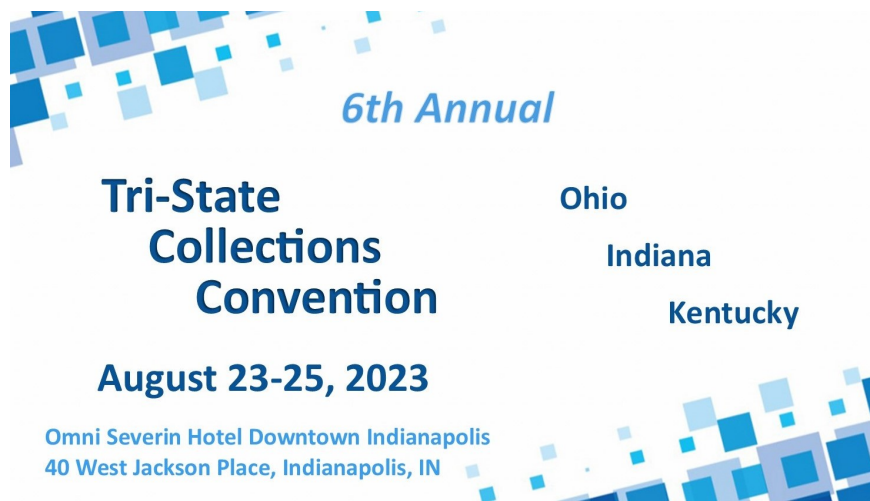 6th Annual
Tri-State
Collections
Convention
Ohio
Indiana
Kentucky
August 23-25, 2023
Omni Severin Hotel Downtown Indianapolis
40 West Jackson Place, Indianapolis, IN